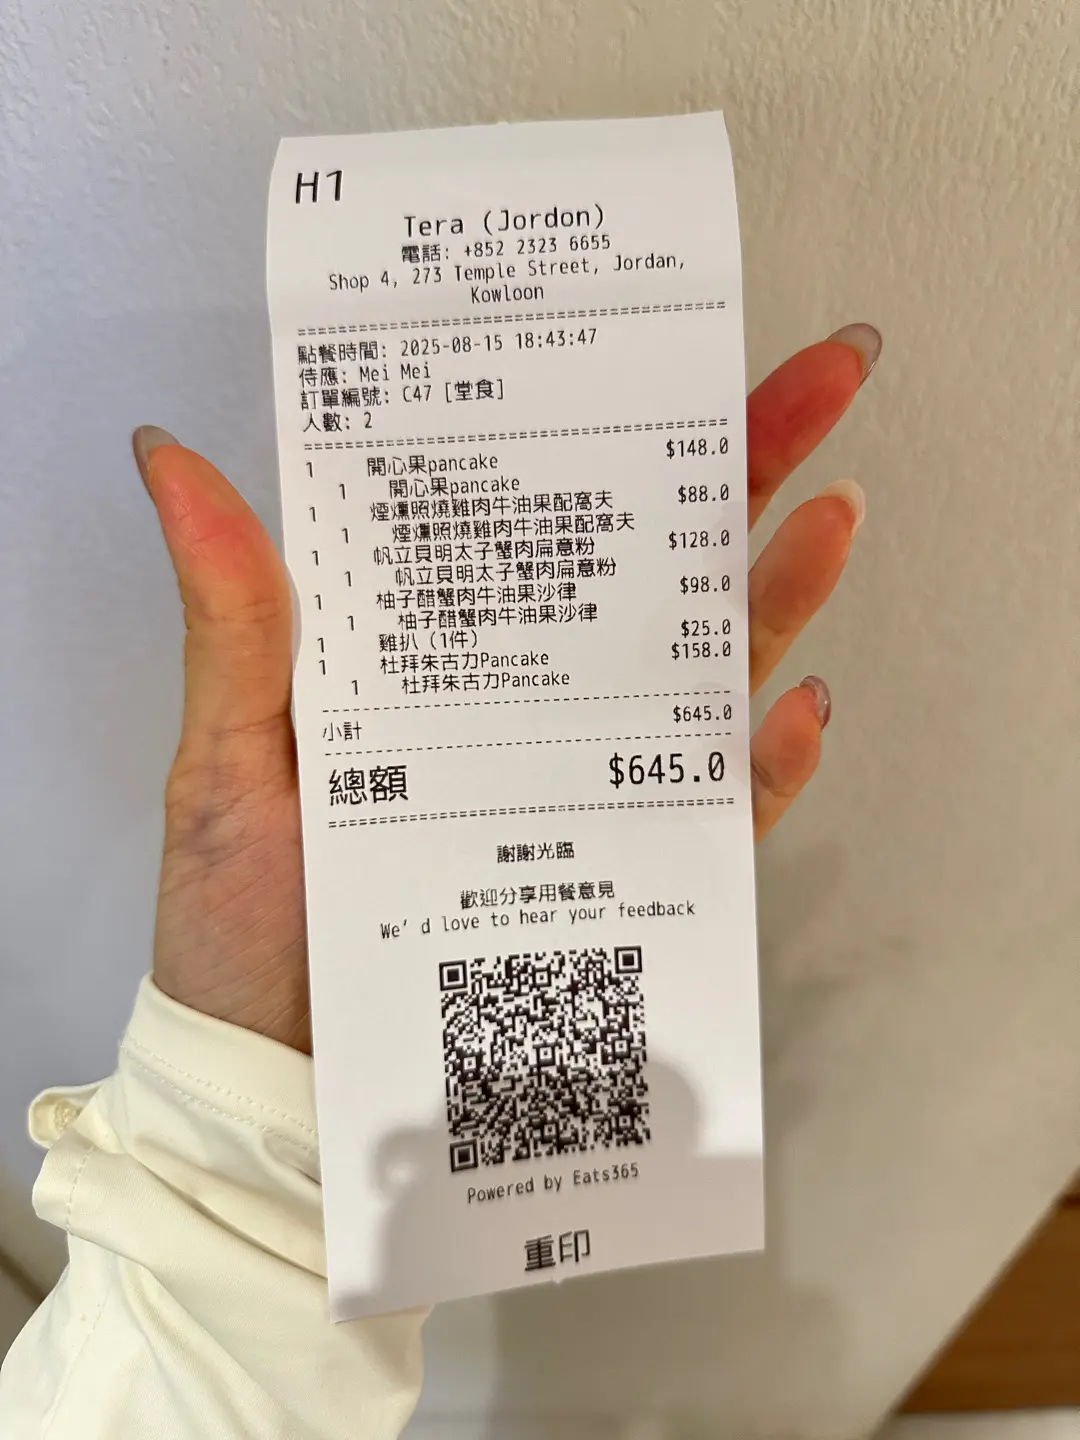 H1
Tera (Jordon)
電話: +852 2323 6655
Shop 4, 273 Temple Street, Jordan,
Kowloon
點餐時間: 2025-08-15 18:43:47
侍應: Mei Mei
訂單編號: C47 [堂食]
人數: 2
1 開心果pancake $148.0
1 開心果pancake
1 煙燻照燒雞肉牛油果配窩夫 $88.0
1 煙燻照燒雞肉牛油果配窩夫
1 帆立貝明太子蟹肉扁意粉 $128.0
1 帆立貝明太子蟹肉扁意粉
1 柚子醋蟹肉牛油果沙律 $98.0
1 柚子醋蟹肉牛油果沙律
1 雞扒 (1件) $25.0
1 杜拜朱古力Pancake $158.0
1 杜拜朱古力Pancake
小計 $645.0
總額 $645.0
謝謝光臨
歡迎分享用餐意見
We'd love to hear your feedback
Powered by Eats365
重印